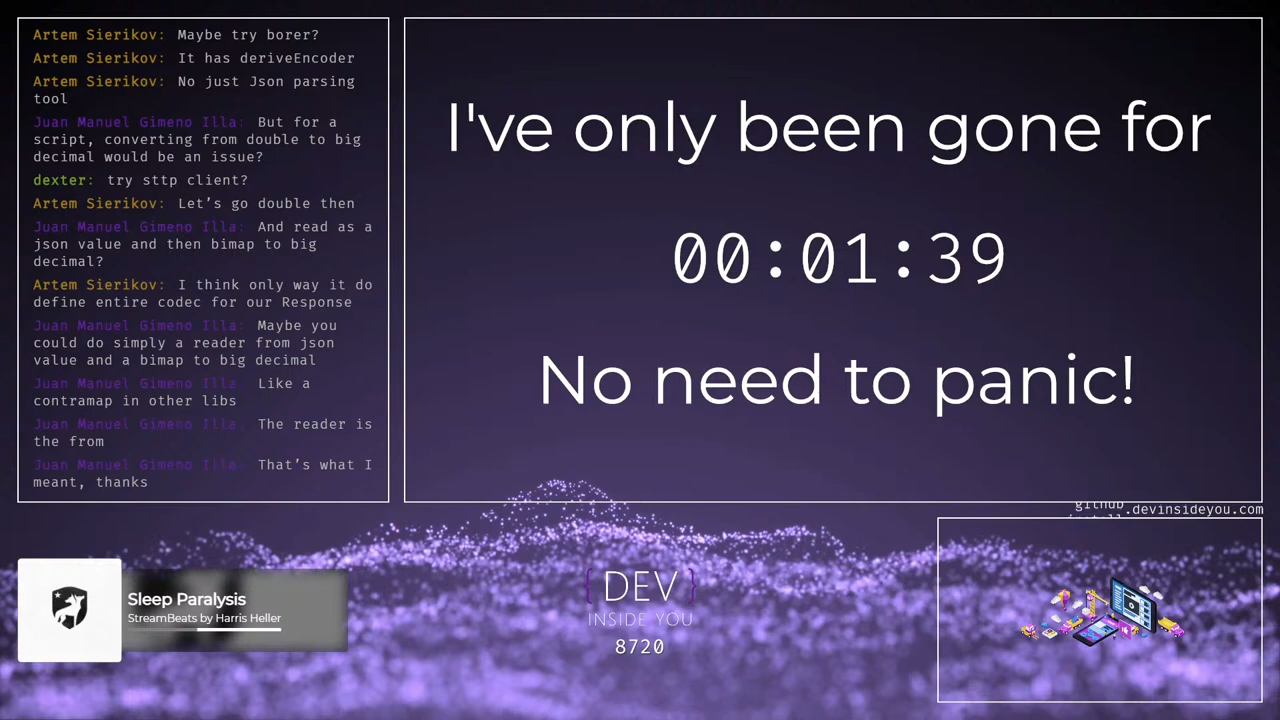 Artem Sierikov: Maybe try borer?
Artem Sierikov: It has deriveEncoder
Artem Sierikov: No just Json parsing
tool
Juan Manuel Gimeno Illa: But for a
script, converting from double to big
decimal would be an issue?
dexter: try sttp client?
Artem Sierikov: Let’s go double then
Juan Manuel Gimeno Illa: And read as a
json value and then bimap to big
decimal?
Artem Sierikov: I think only way it do
define entire codec for our Response
Juan Manuel Gimeno Illa: Maybe you
could do simply a reader from json
value and a bimap to big decimal
Juan Manuel Gimeno Illa: Like a
contramap in other libs
Juan Manuel Gimeno Illa: The reader is
the from
Juan Manuel Gimeno Illa: That’s what I
meant, thanks
I've only been gone for
00:01:39
No need to panic!
github.devinsideyou.com
Sleep Paralysis
StreamBeats by Harris Heller
{DEV}
INSIDE YOU
8720